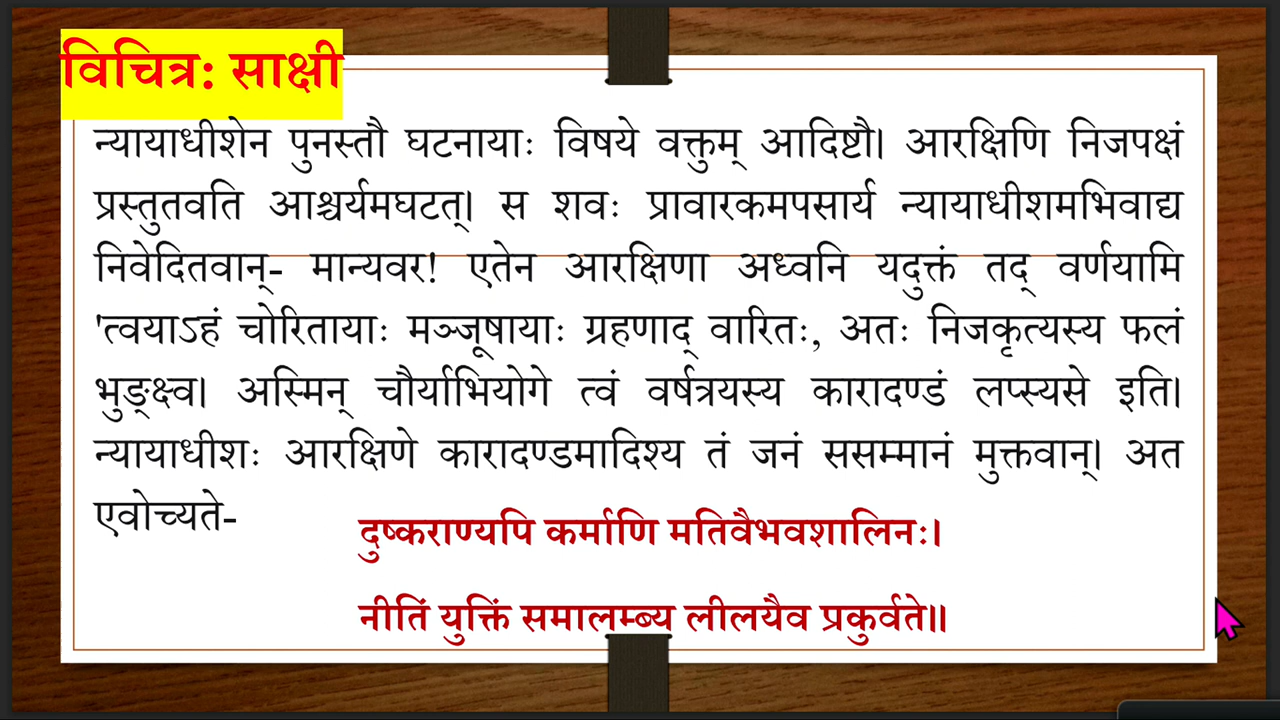 विचित्र: साक्षी
न्यायाधीशेन पुनस्तौ घटनायाः विषये वक्तुम् आदिष्टौ। आरक्षिणि निजपक्षं
प्रस्तुतवति आश्चर्यमघटत्। स शवः प्रावारकमपसार्य न्यायाधीशमभिवाद्य
निवेदितवान्- मान्यवर! एतेन आरक्षिणा अध्वनि यदुक्तं तद् वर्णयामि
'त्वयाऽहं चोरितायाः मञ्जूषायाः ग्रहणाद् वारितः, अतः निजकृत्यस्य फलं
भुङ्क्ष्व। अस्मिन् चौर्याभियोगे त्वं वर्षत्रयस्य कारादण्डं लप्स्यसे इति।
न्यायाधीशः आरक्षिणे कारादण्डमादिश्य तं जनं ससम्मानं मुक्तवान्। अत
एवोच्यते-
दुष्कराण्यपि कर्माणि मतिवैभवशालिनः।
नीतिं युक्तिं समालम्ब्य लीलयैव प्रकुर्वते॥